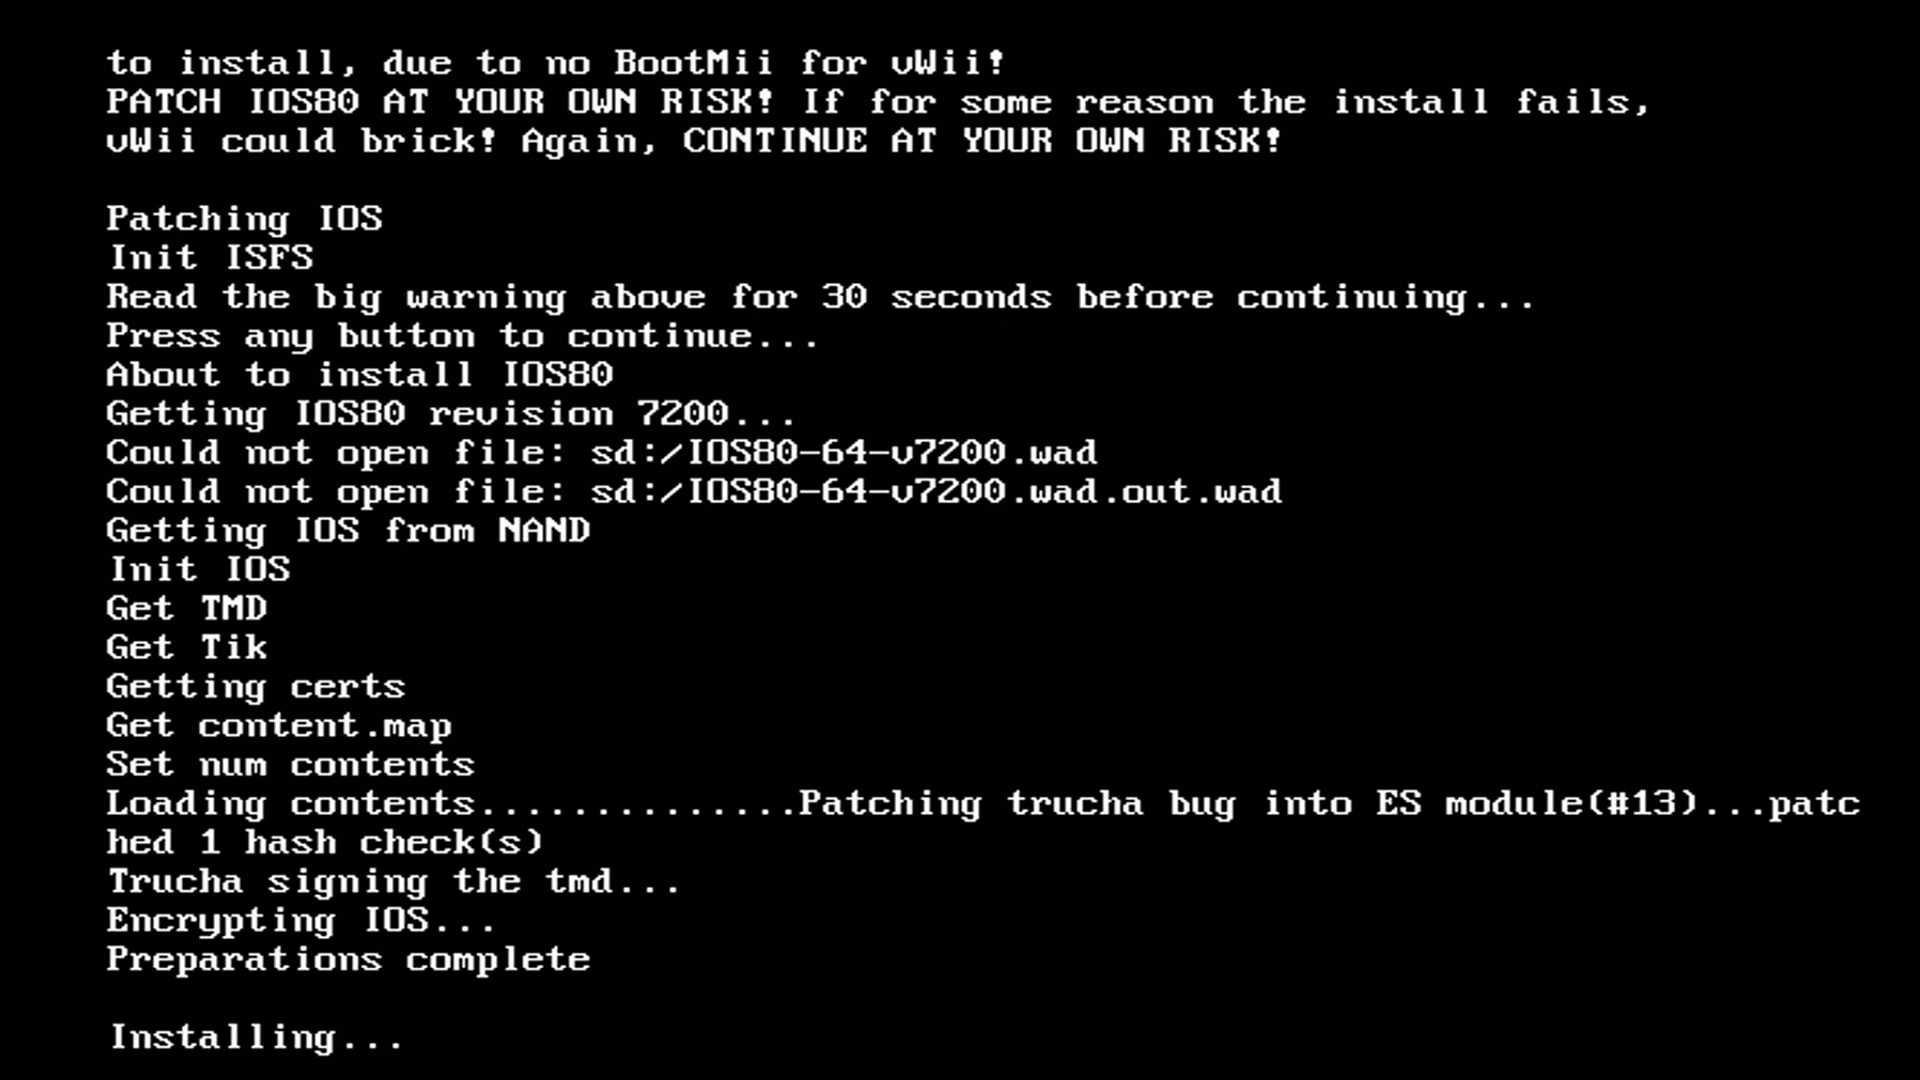 to install, due to no BootMii for vWii!
PATCH IOS80 AT YOUR OWN RISK! If for some reason the install fails,
vWii could brick! Again, CONTINUE AT YOUR OWN RISK!
Patching IOS
Init ISFS
Read the big warning above for 30 seconds before continuing...
Press any button to continue...
About to install IOS80
Getting IOS80 revision 7200...
Could not open file: sd:/IOS80-64-v7200.wad
Could not open file: sd:/IOS80-64-v7200.wad.out.wad
Getting IOS from NAND
Init IOS
Get TMD
Get Tik
Getting certs
Get content.map
Set num contents
Loading contents..............Patching trucha bug into ES module(#13)...patc
hed 1 hash check(s)
Trucha signing the tmd...
Encrypting IOS...
Preparations complete
Installing...